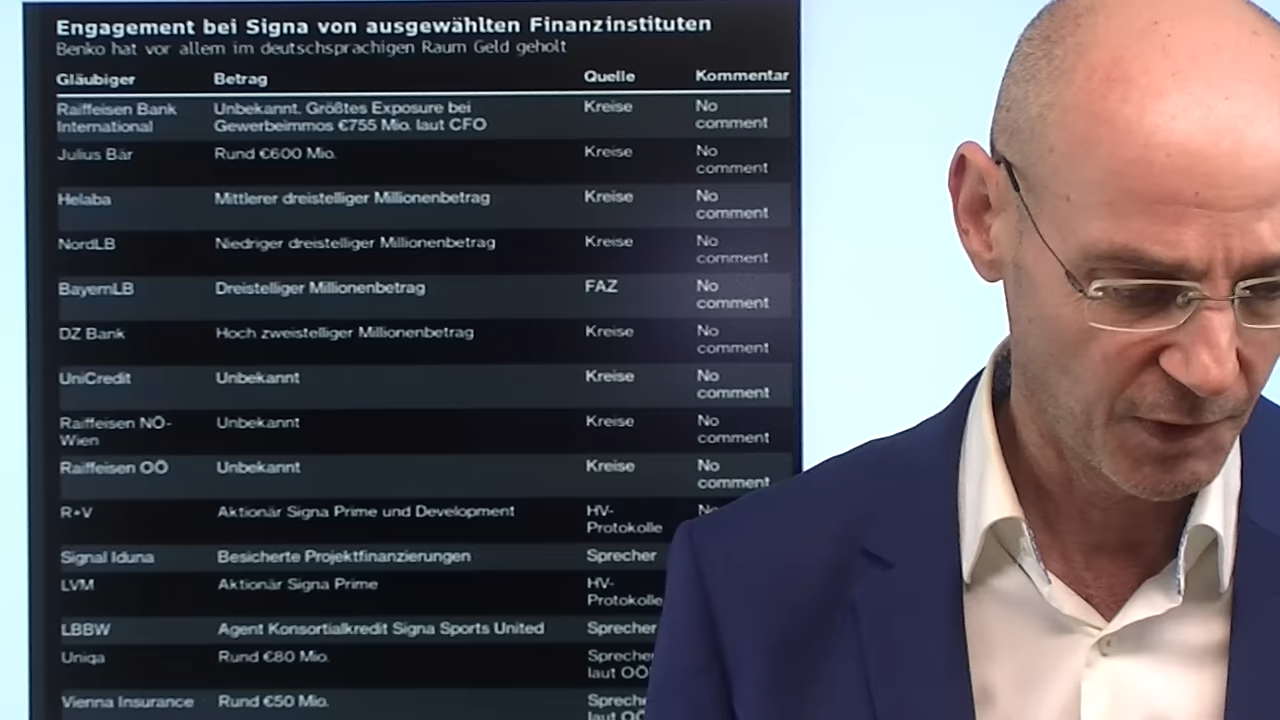 Engagement bei Signa von ausgewählten Finanzinstituten
Benko hat vor allem im deutschsprachigen Raum Geld geholt
Gläubiger Betrag Quelle Kommentar
Raiffeisen Bank Unbekannt. Größtes Exposure bei Kreise No
International Gewerbeimmos €755 Mio. laut CFO comment
Julius Bär Rund €600 Mio. Kreise No
comment
Helaba Mittlerer dreistelliger Millionenbetrag Kreise No
comment
NordLB Niedriger dreistelliger Millionenbetrag Kreise No
comment
BayernLB Dreistelliger Millionenbetrag FAZ No
comment
DZ Bank Hoch zweistelliger Millionenbetrag Kreise No
comment
UniCredit Unbekannt Kreise No
comment
Raiffeisen NÖ- Unbekannt Kreise No
Wien comment
Raiffeisen OÖ Unbekannt Kreise No
comment
R+V Aktionär Signa Prime und Development HV- No
Protokolle
Signal Iduna Besicherte Projektfinanzierungen Sprecher
LVM Aktionär Signa Prime HV-
Protokolle
LBBW Agent Konsortialkredit Signa Sports United Sprecher
Uniqa Rund €80 Mio. Sprecher
laut OÖ
Vienna Insurance Rund €50 Mio. Sprech
laut